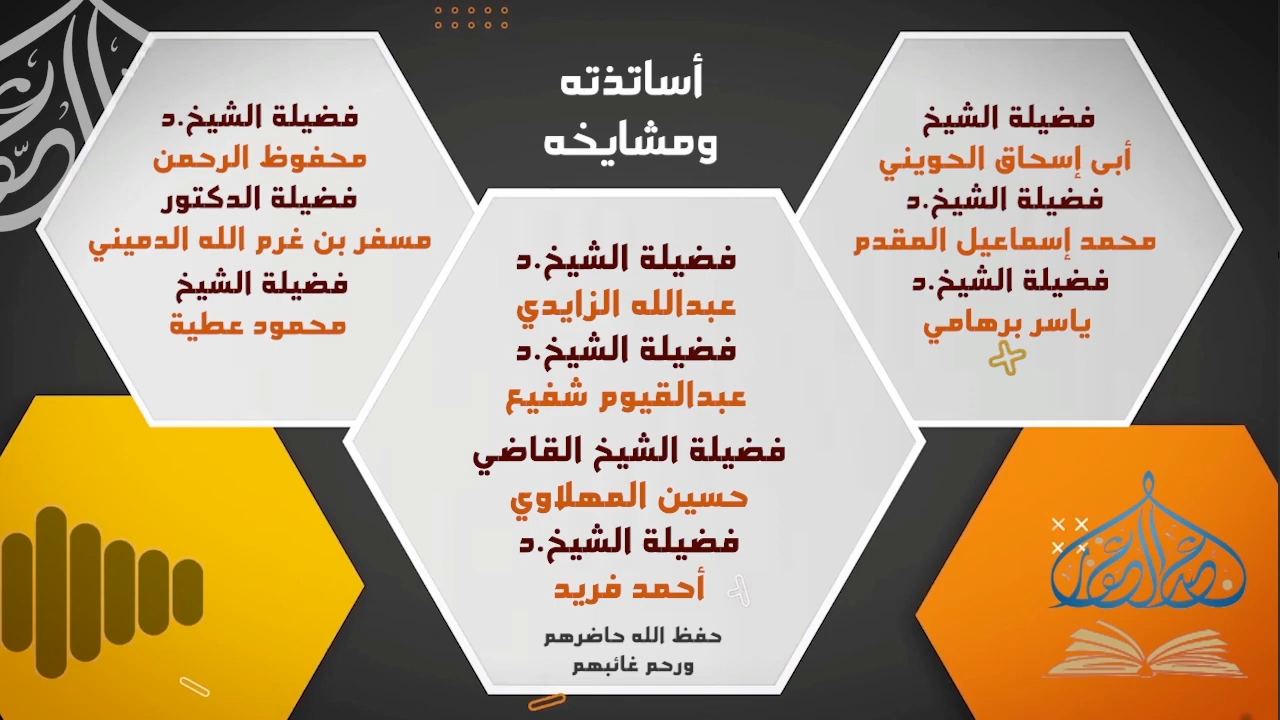 أساتذته
ومشايخه
فضيلة الشيخ
أبى إسحاق الحويني
فضيلة الشيخ.د
محمد إسماعيل المقدم
فضيلة الشيخ.د
ياسر برهامي
فضيلة الشيخ.د
عبدالله الزايدي
فضيلة الشيخ.د
عبدالقيوم شفيع
فضيلة الشيخ القاضي
حسين المهلاوي
فضيلة الشيخ.د
أحمد فريد
حفظ الله حاضرهم
ورحم غائبهم
فضيلة الشيخ.د
محفوظ الرحمن
فضيلة الدكتور
مسفر بن غرم الله الدميني
فضيلة الشيخ
محمود عطية